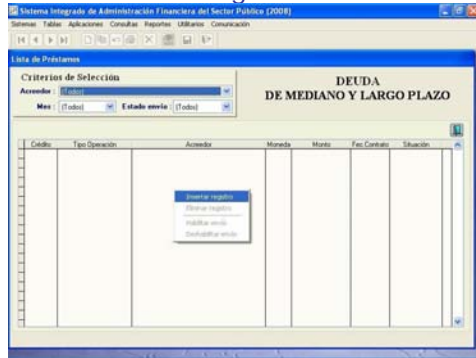 Sistema Integrado de Administración Financiera del Sector Público (2008)
Sistemas Tablas Aplicaciones Consultas Reportes Utilitarios Comunicación
Lista de Préstamos
Criterios de Selección
Acreedor : (Todos)
Mes : (Todos) Estado envío : (Todos)
DEUDA
DE MEDIANO Y LARGO PLAZO
Crédito Tipo Operación Acreedor Moneda Monto Fec.Contrato Situación
Insertar registro
Eliminar registro
Habilitar envío
Deshabilitar envío